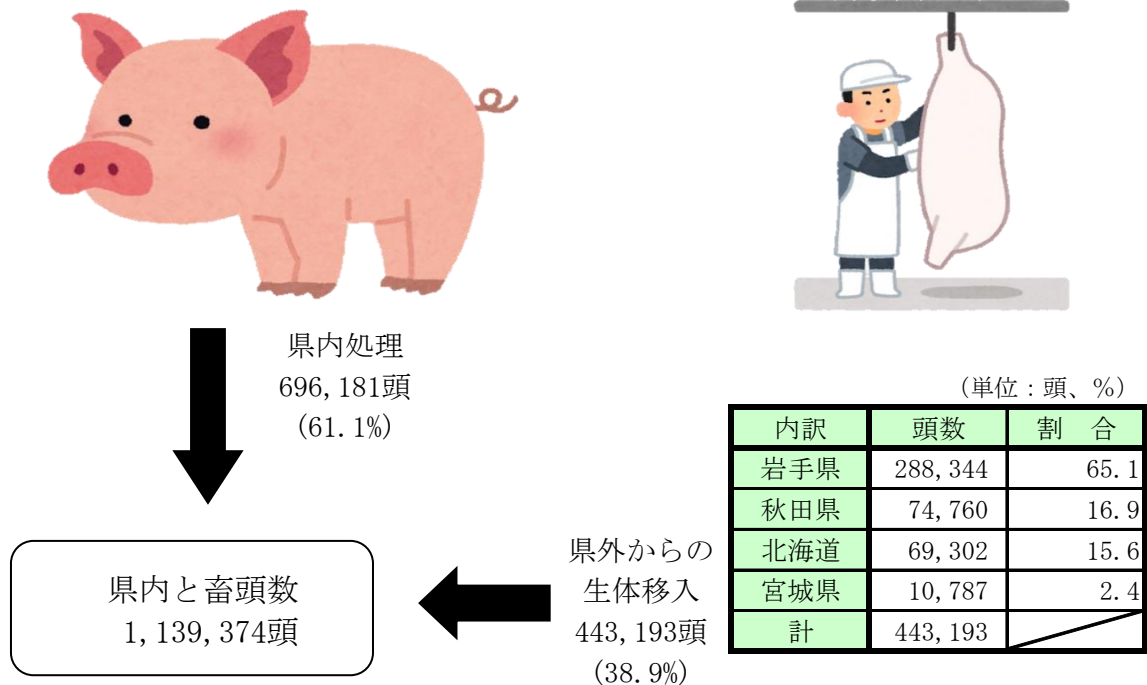 県内処理
696,181頭
(61.1%)
(単位：頭、%)
内訳 頭数 割 合
岩手県 288,344 65.1
秋田県 74,760 16.9
北海道 69,302 15.6
宮城県 10,787 2.4
計 443,193
県外からの
生体移入
443,193頭
(38.9%)
県内と畜頭数
1,139,374頭